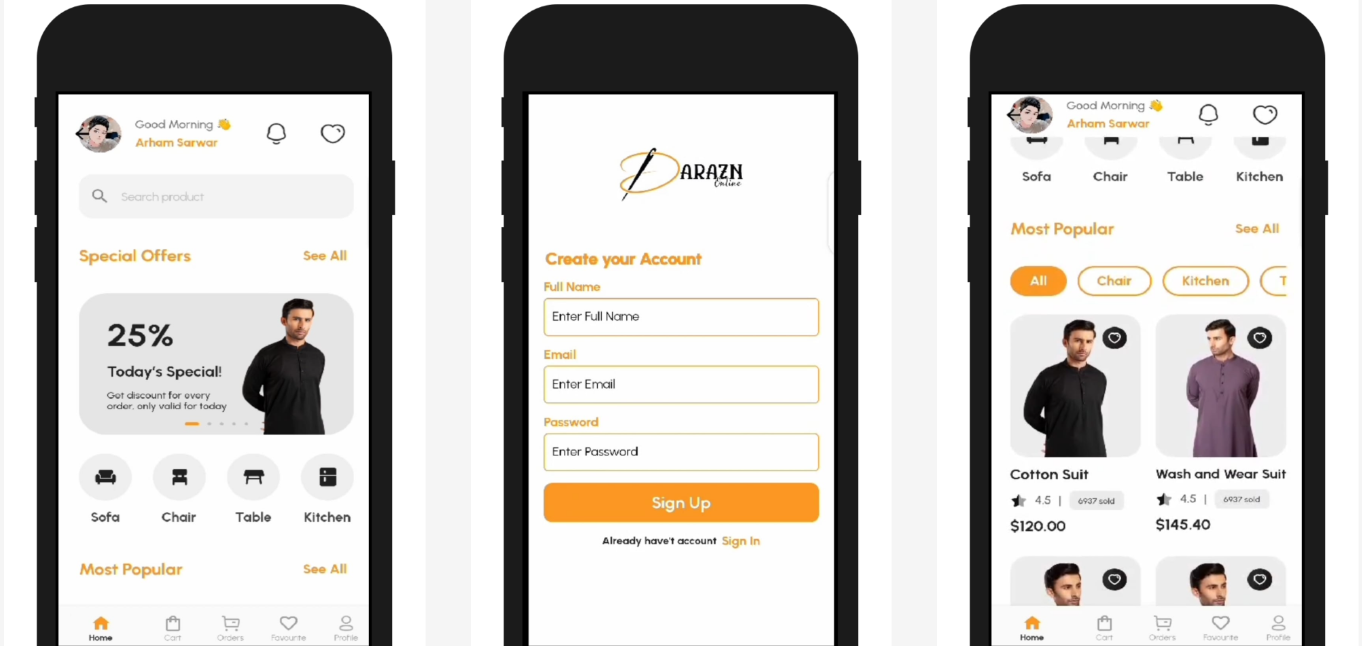 Good Morning 👋
Arham Sarwar
Search product
Special Offers
See All
25%
Today's Special!
Get discount for every
order, only valid for today
Sofa
Chair
Table
Kitchen
Most Popular
See All
Home
Cart
Orders
Favourite
Profile
DARAZN
Online
Create your Account
Full Name
Enter Full Name
Email
Enter Email
Password
Enter Password
Sign Up
Already have't account Sign In
Good Morning 👋
Arham Sarwar
Sofa
Chair
Table
Kitchen
Most Popular
See All
All
Chair
Kitchen
T
Cotton Suit
4.5 | 6937 sold
$120.00
Wash and Wear Suit
4.5 | 6937 sold
$145.40
Home
Cart
Orders
Favourite
Profile